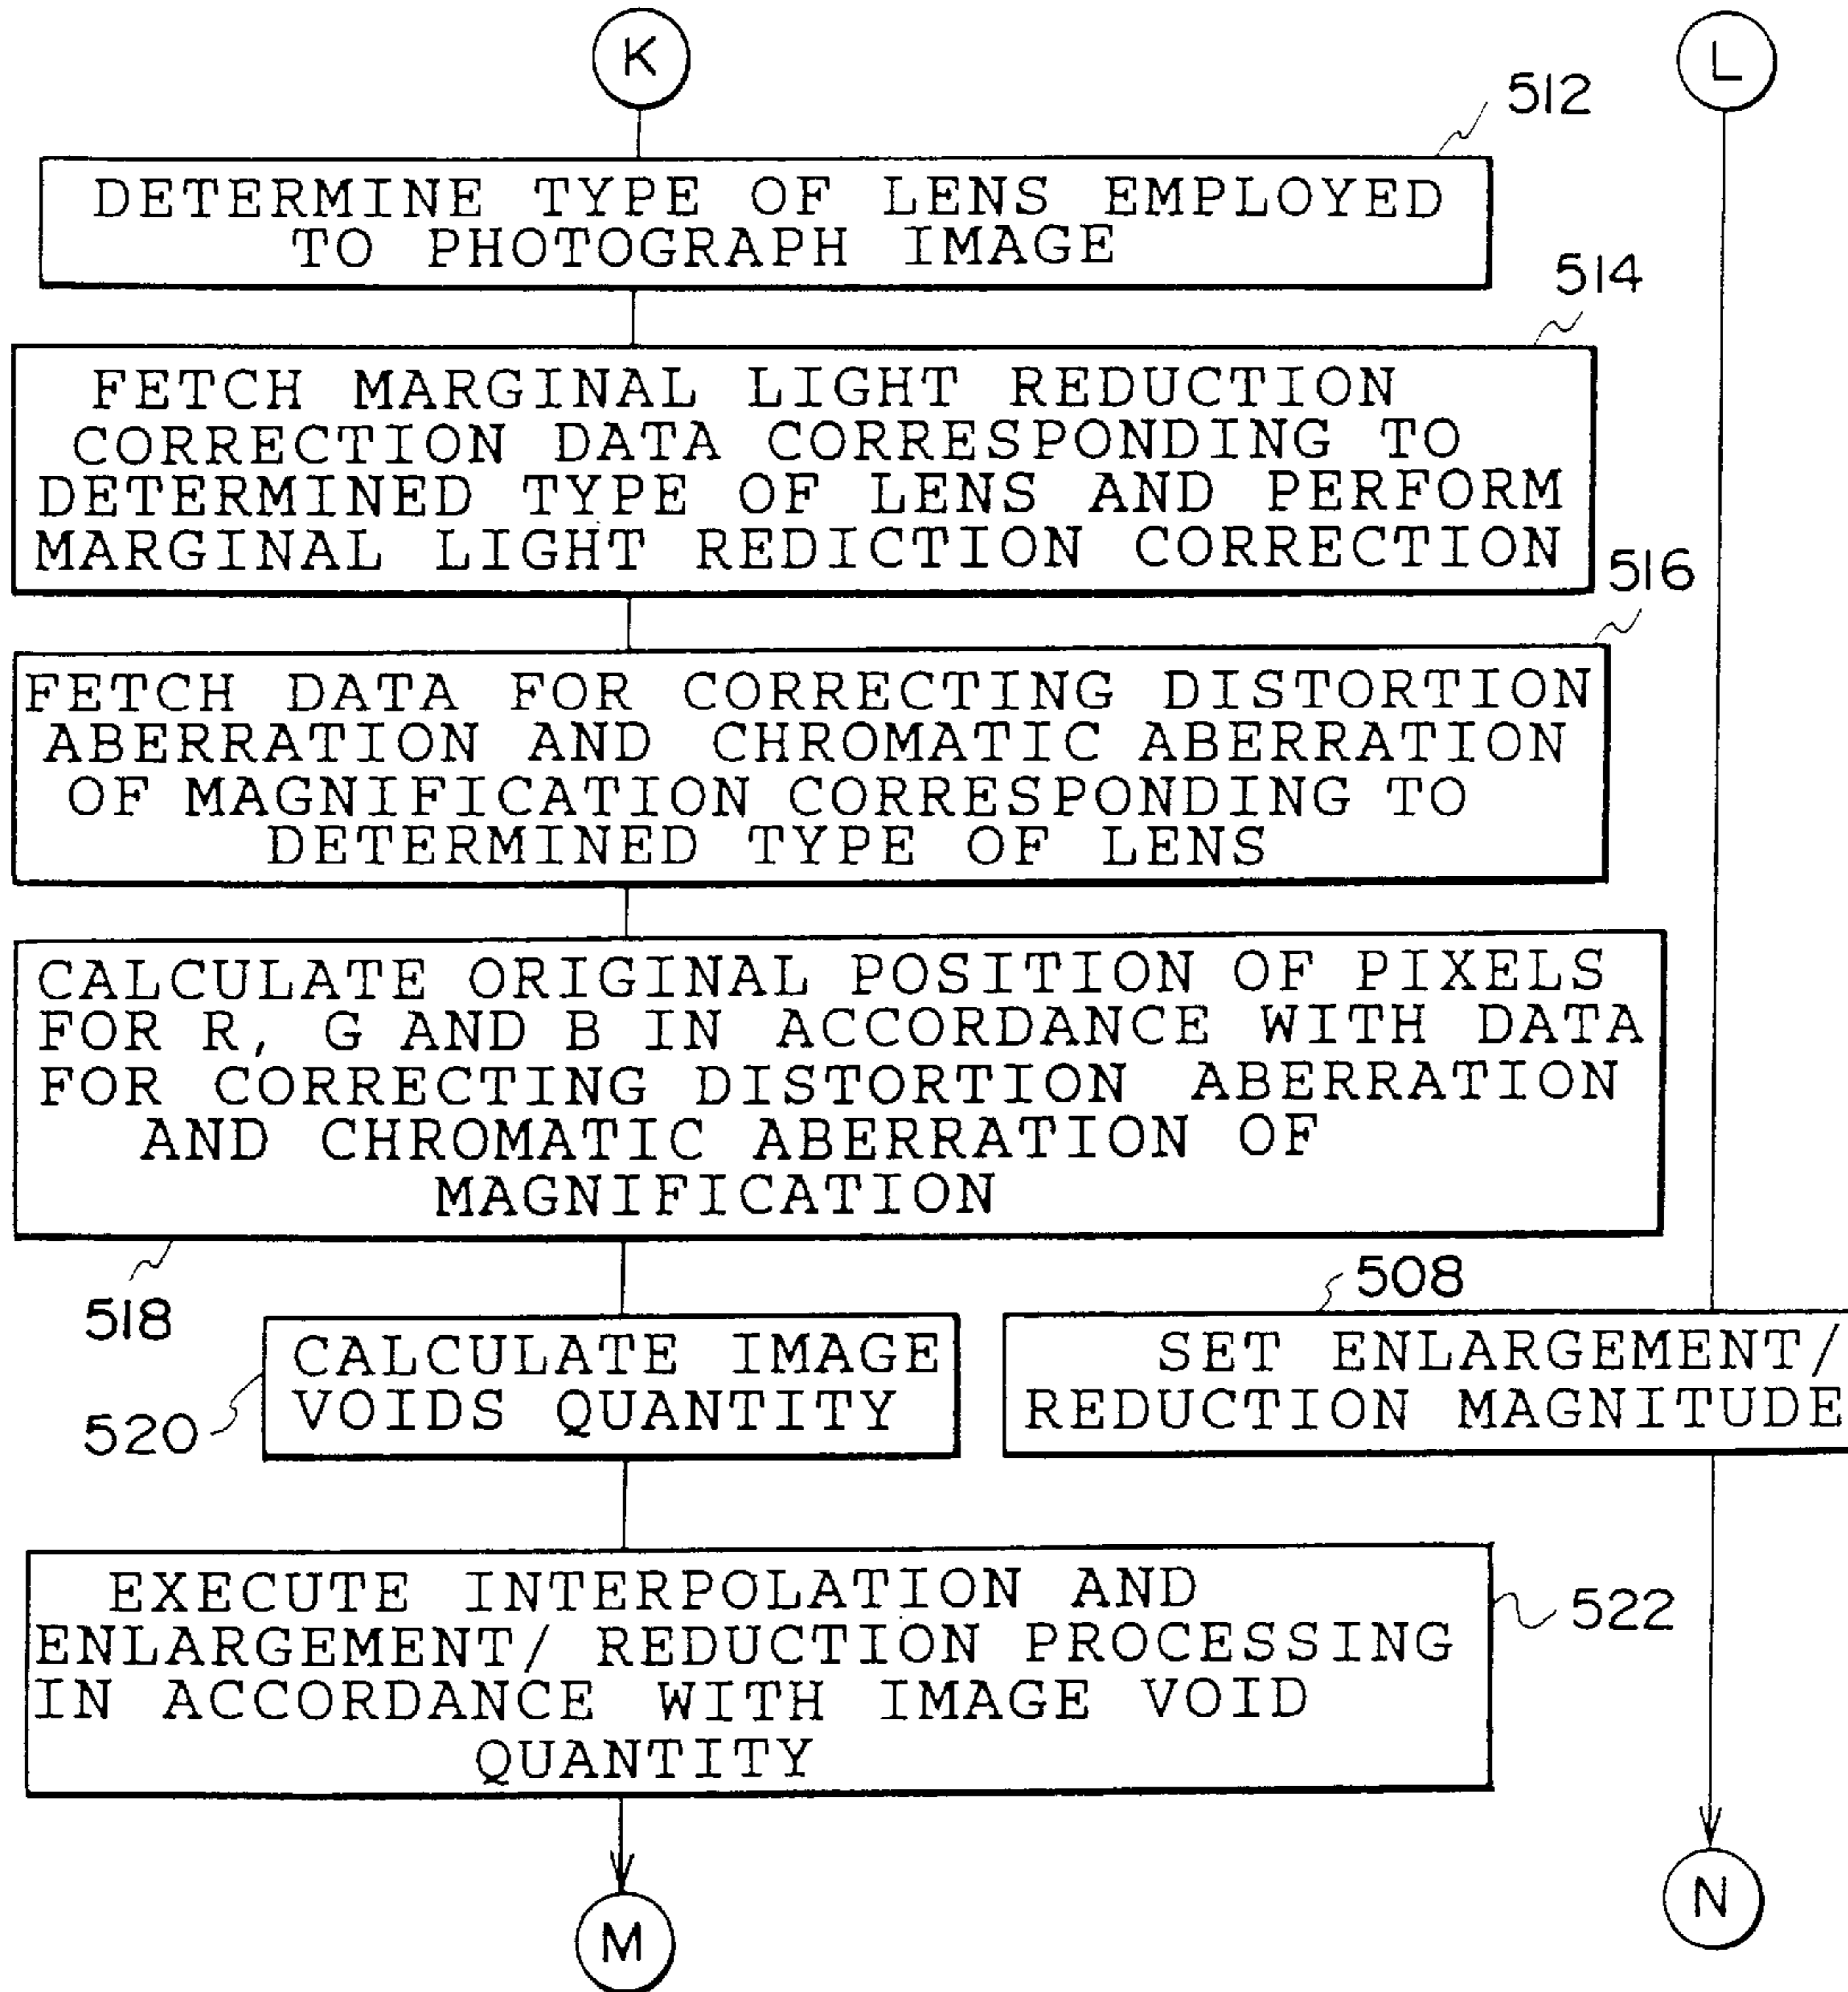 K
L
512
DETERMINE TYPE OF LENS EMPLOYED
TO PHOTOGRAPH IMAGE
514
FETCH MARGINAL LIGHT REDUCTION
CORRECTION DATA CORRESPONDING TO
DETERMINED TYPE OF LENS AND PERFORM
MARGINAL LIGHT REDICTION CORRECTION
516
FETCH DATA FOR CORRECTING DISTORTION
ABERRATION AND CHROMATIC ABERRATION
OF MAGNIFICATION CORRESPONDING TO
DETERMINED TYPE OF LENS
CALCULATE ORIGINAL POSITION OF PIXELS
FOR R, G AND B IN ACCORDANCE WITH DATA
FOR CORRECTING DISTORTION ABERRATION
AND CHROMATIC ABERRATION OF
MAGNIFICATION
518
508
CALCULATE IMAGE
VOIDS QUANTITY
520
SET ENLARGEMENT/
REDUCTION MAGNITUDE
EXECUTE INTERPOLATION AND
ENLARGEMENT/ REDUCTION PROCESSING
IN ACCORDANCE WITH IMAGE VOID
QUANTITY
522
M
N